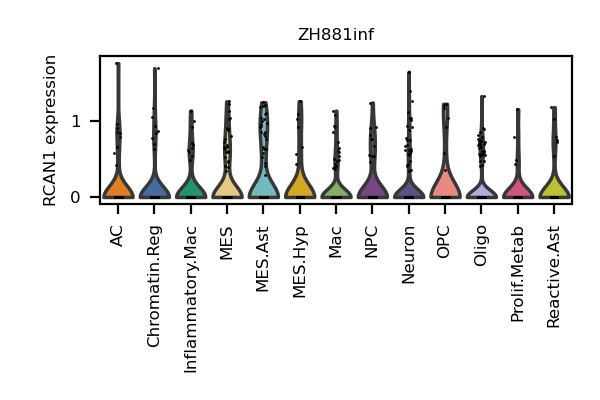 ZH881inf
RCAN1 expression
1
0
AC
Chromatin.Reg
Inflammatory.Mac
MES
MES.Ast
MES.Hyp
Mac
NPC
Neuron
OPC
Oligo
Prolif.Metab
Reactive.Ast